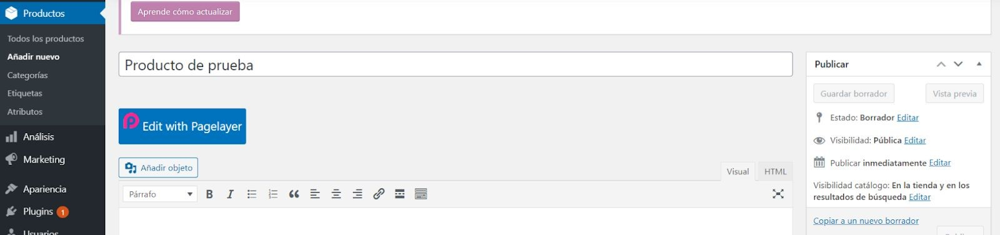 Productos
Todos los productos
Añadir nuevo
Categorías
Etiquetas
Atributos
Análisis
Marketing
Apariencia
Plugins 1
Usuarios
Aprende cómo actualizar
Producto de prueba
Edit with Pagelayer
Añadir objeto
Visual HTML
Párrafo
Publicar
Guardar borrador Vista previa
Estado: Borrador Editar
Visibilidad: Pública Editar
Publicar inmediatamente Editar
Visibilidad catálogo: En la tienda y en los
resultados de búsqueda Editar
Copiar a un nuevo borrador